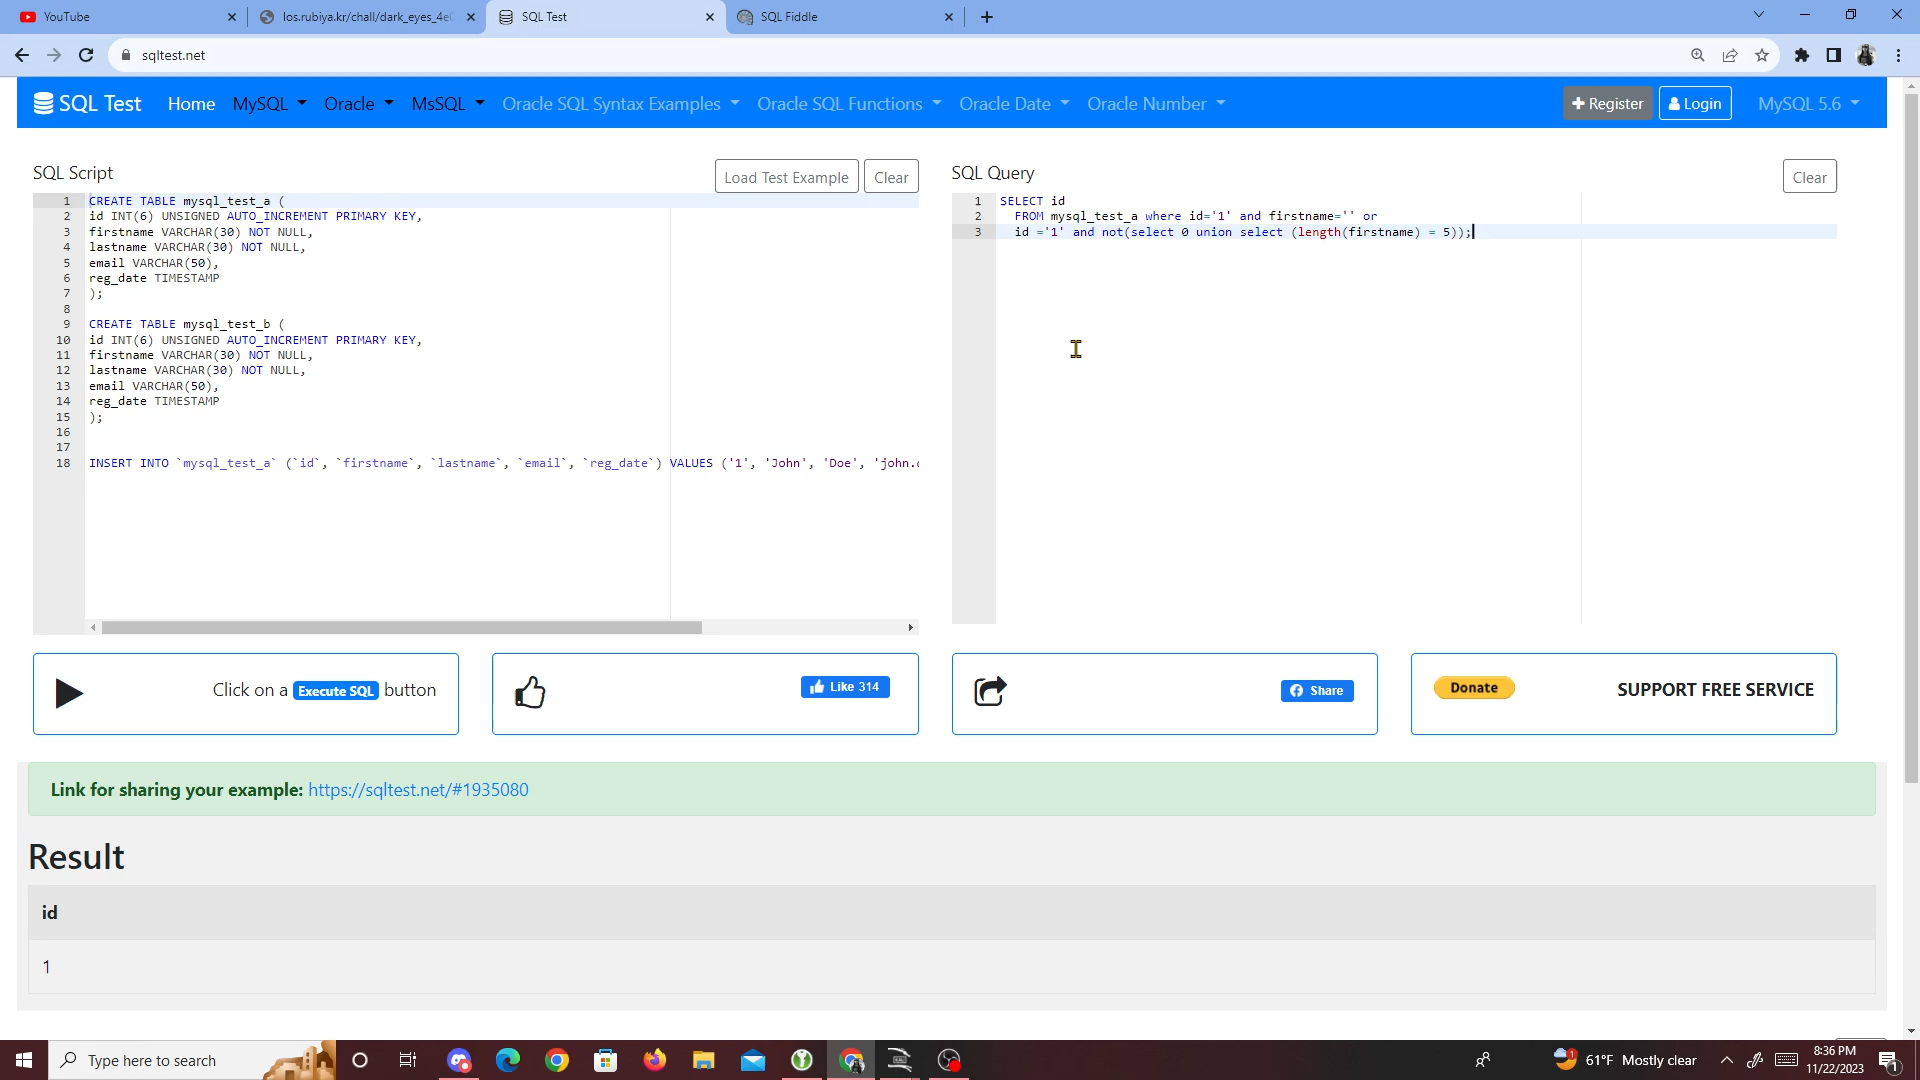 YouTube
los.rubiya.kr/chall/dark_eyes_4e0
SQL Test
SQL Fiddle
sqltest.net
SQL Test
Home
MySQL
Oracle
MsSQL
Oracle SQL Syntax Examples
Oracle SQL Functions
Oracle Date
Oracle Number
Register
Login
MySQL 5.6
SQL Script
Load Test Example
Clear
1 CREATE TABLE mysql_test_a (
2 id INT(6) UNSIGNED AUTO_INCREMENT PRIMARY KEY,
3 firstname VARCHAR(30) NOT NULL,
4 lastname VARCHAR(30) NOT NULL,
5 email VARCHAR(50),
6 reg_date TIMESTAMP
7 );
8
9 CREATE TABLE mysql_test_b (
10 id INT(6) UNSIGNED AUTO_INCREMENT PRIMARY KEY,
11 firstname VARCHAR(30) NOT NULL,
12 lastname VARCHAR(30) NOT NULL,
13 email VARCHAR(50),
14 reg_date TIMESTAMP
15 );
16
17
18 INSERT INTO `mysql_test_a` (`id`, `firstname`, `lastname`, `email`, `reg_date`) VALUES ('1', 'John', 'Doe', 'john.
SQL Query
Clear
1 SELECT id
2 FROM mysql_test_a where id='1' and firstname='' or
3 id ='1' and not(select 0 union select (length(firstname) = 5));
Click on a Execute SQL button
Like 314
Share
Donate
SUPPORT FREE SERVICE
Link for sharing your example: https://sqltest.net/#1935080
Result
id
1
Type here to search
61°F Mostly clear
8:36 PM
11/22/2023
1